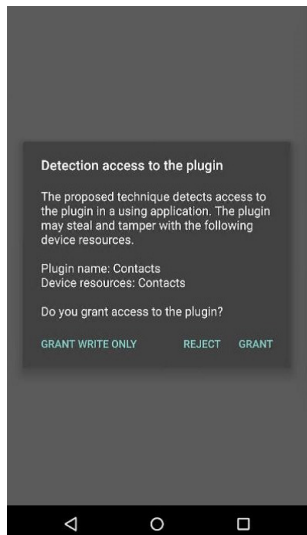 Detection access to the plugin
The proposed technique detects access to
the plugin in a using application. The plugin
may steal and tamper with the following
device resources.
Plugin name: Contacts
Device resources: Contacts
Do you grant access to the plugin?
GRANT WRITE ONLY REJECT GRANT